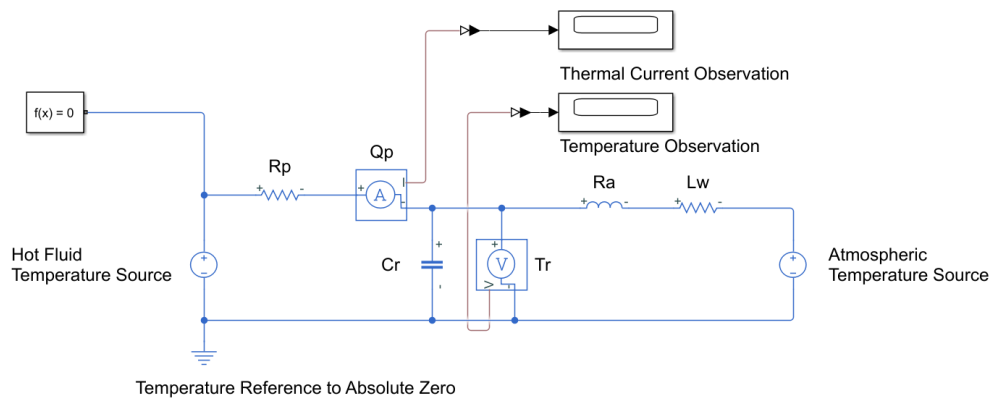 Thermal Current Observation
f(x) = 0
Temperature Observation
Qp
Rp
+
-
+
A
I
-
Ra
Lw
+
-
+
-
Hot Fluid
Temperature Source
+
-
Cr
+
-
+
V
V
-
Tr
+
-
Atmospheric
Temperature Source
Temperature Reference to Absolute Zero